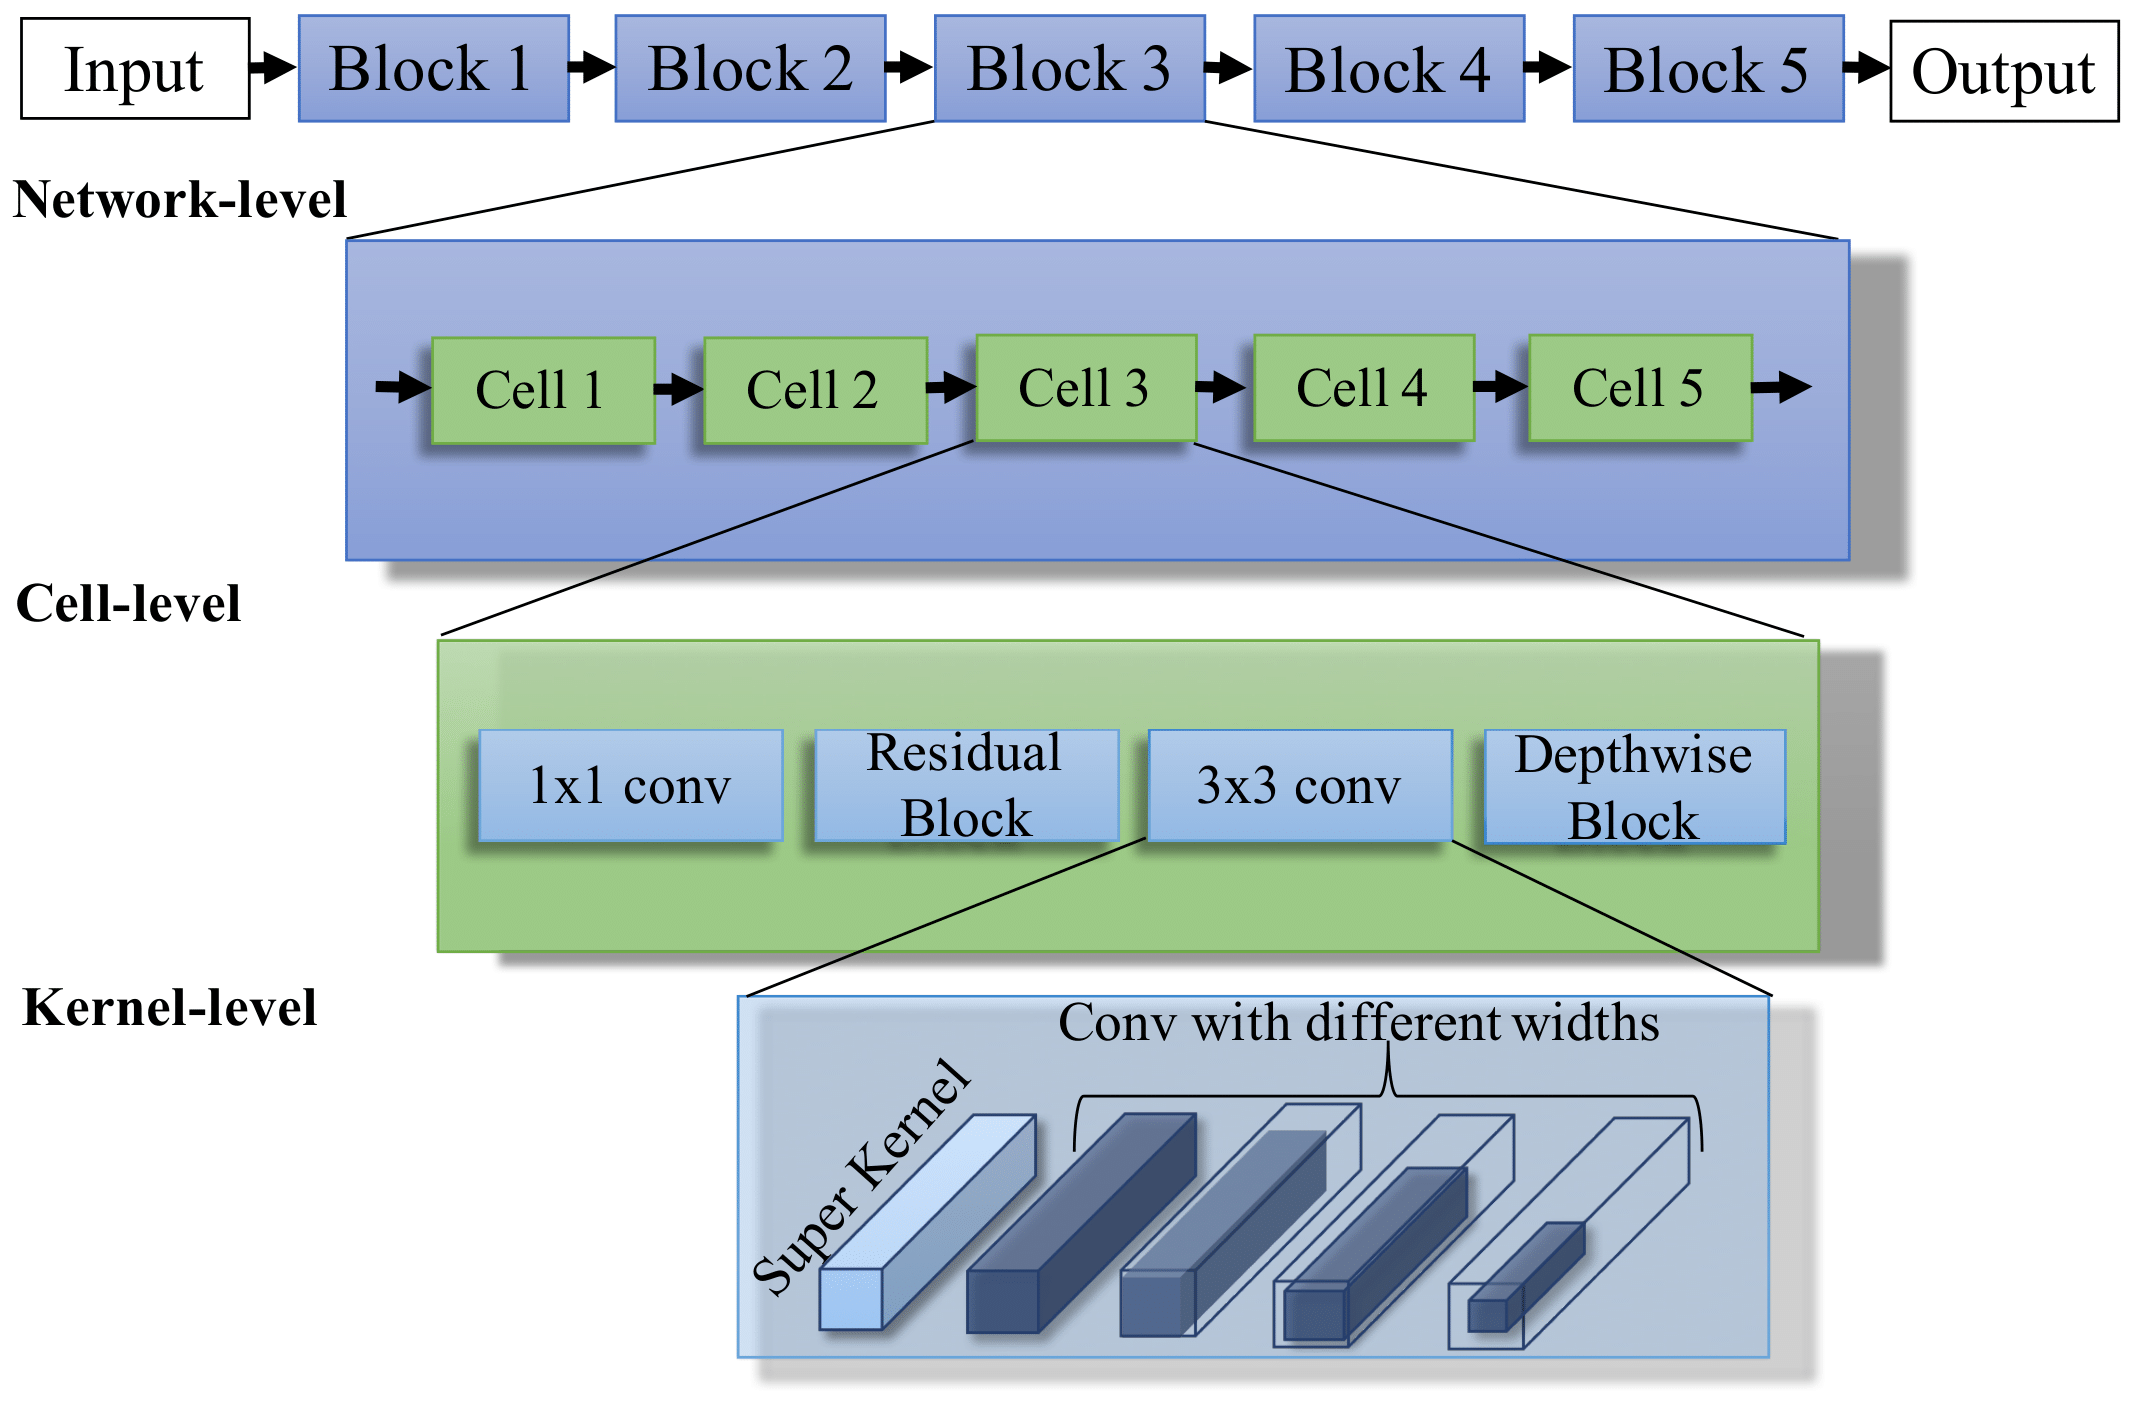 Input
Block 1
Block 2
Block 3
Block 4
Block 5
Output
Network-level
Cell 1
Cell 2
Cell 3
Cell 4
Cell 5
Cell-level
1x1 conv
Residual
Block
3x3 conv
Depthwise
Block
Kernel-level
Conv with different widths
Super Kernel